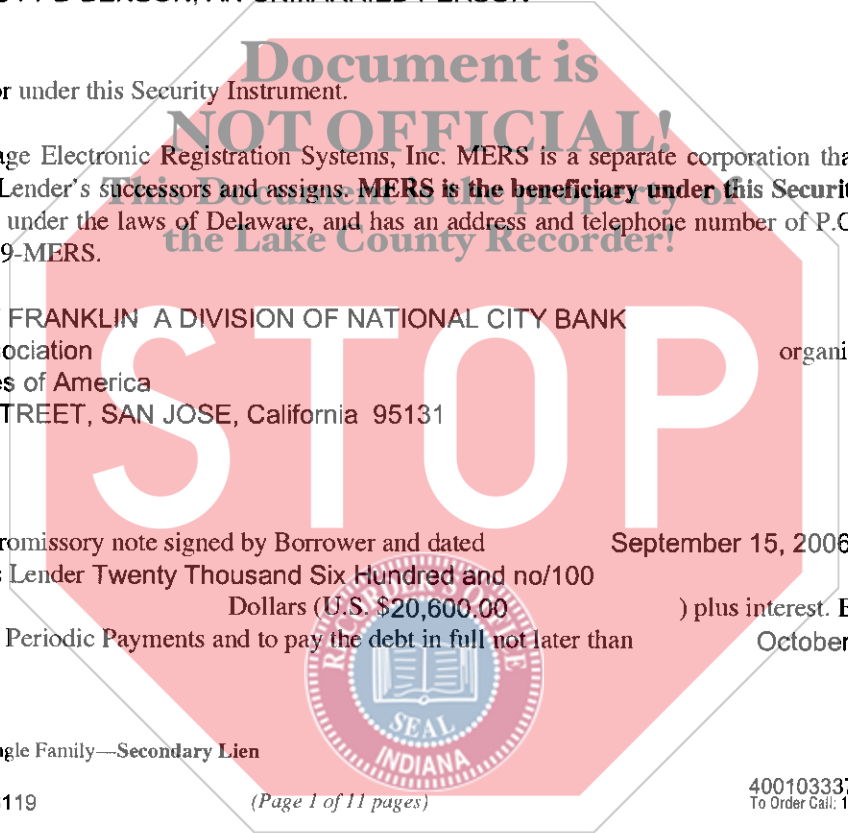 Document is
or under this Security Instrument.
NOT OFFICIAL!
age Electronic Registration Systems, Inc. MERS is a separate corporation tha
Lender's successors and assigns. MERS is the beneficiary under this Securit
This Document is the property of
under the laws of Delaware, and has an address and telephone number of P.O
the Lake County Recorder!
9-MERS.
FRANKLIN A DIVISION OF NATIONAL CITY BANK
ociation organi
es of America
TREET, SAN JOSE, California 95131
STOP
romissory note signed by Borrower and dated September 15, 2006
s Lender Twenty Thousand Six Hundred and no/100
Dollars (U.S. $20,600.00 ) plus interest. B
Periodic Payments and to pay the debt in full not later than October
RECORDER'S OFFICE
SEAL
INDIANA
ngle Family—Secondary Lien
6119 (Page 1 of 11 pages) 400103337
To Order Call: 1